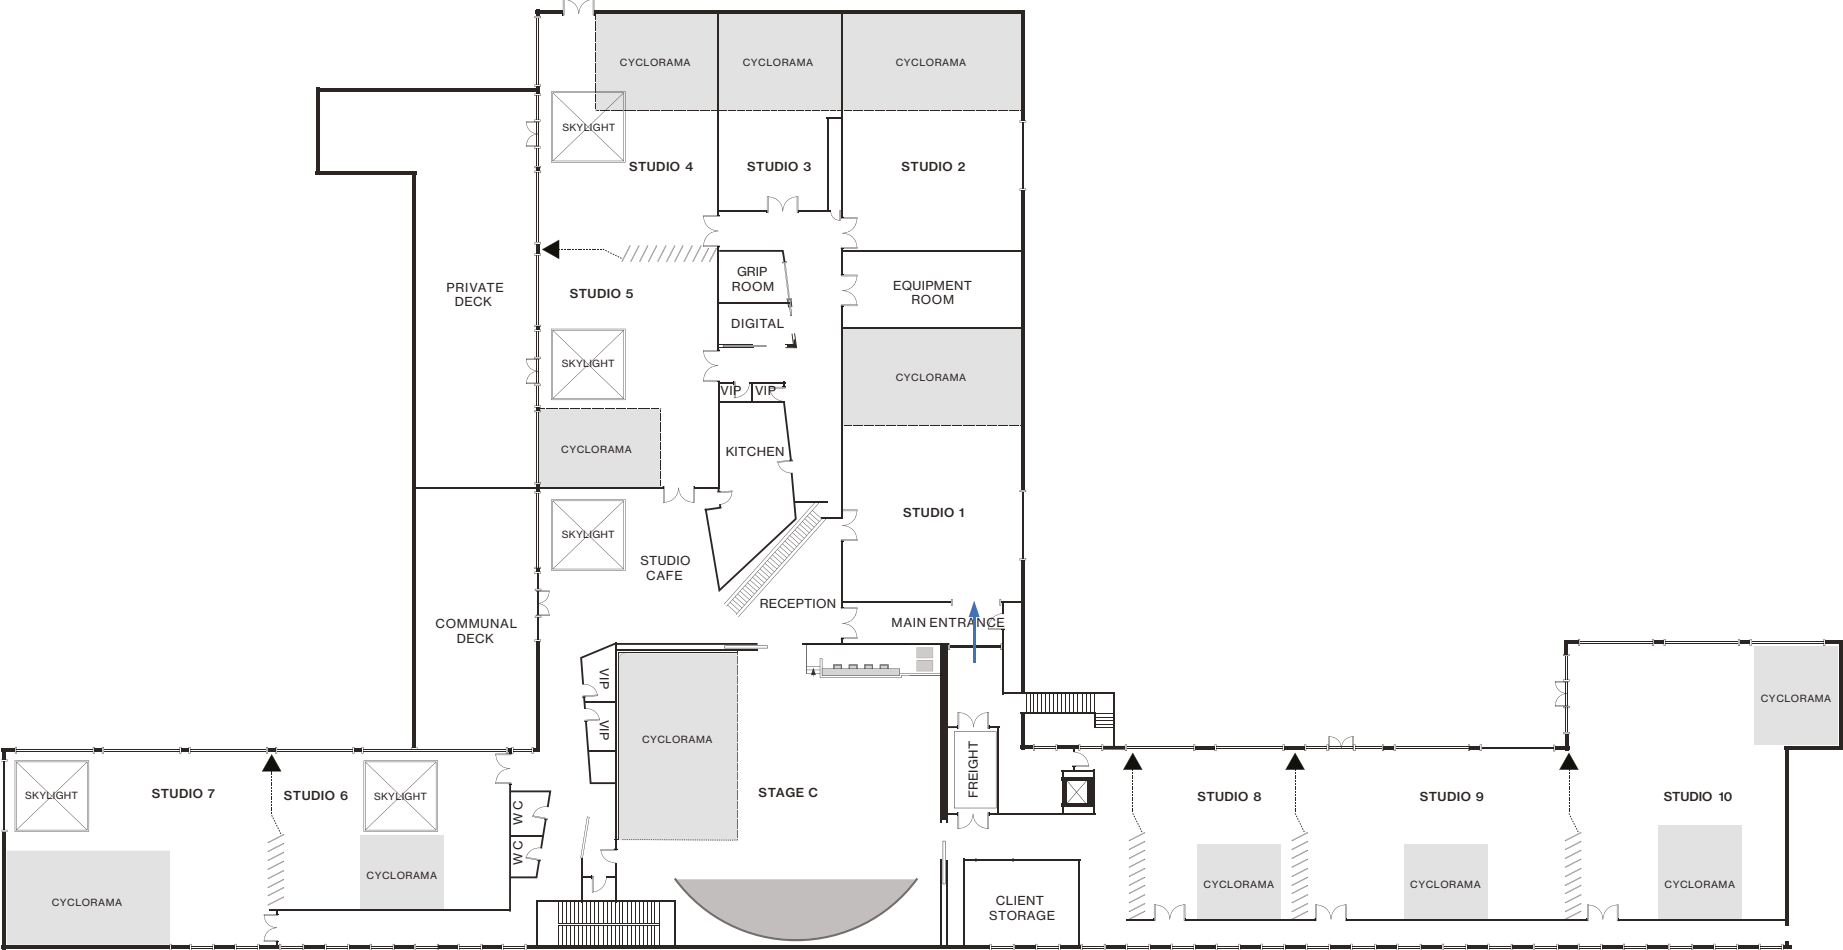 CYCLORAMA
CYCLORAMA
CYCLORAMA
SKYLIGHT
STUDIO 4
STUDIO 3
STUDIO 2
PRIVATE
DECK
STUDIO 5
GRIP
ROOM
EQUIPMENT
ROOM
DIGITAL
SKYLIGHT
CYCLORAMA
VIP
VIP
CYCLORAMA
KITCHEN
STUDIO 1
SKYLIGHT
STUDIO
CAFE
RECEPTION
COMMUNAL
DECK
MAIN ENTRANCE
VIP
VIP
CYCLORAMA
CYCLORAMA
FREIGHT
STAGE C
SKYLIGHT
STUDIO 7
STUDIO 6
SKYLIGHT
WC
WC
STUDIO 8
STUDIO 9
STUDIO 10
CYCLORAMA
CYCLORAMA
CLIENT
STORAGE
CYCLORAMA
CYCLORAMA
CYCLORAMA